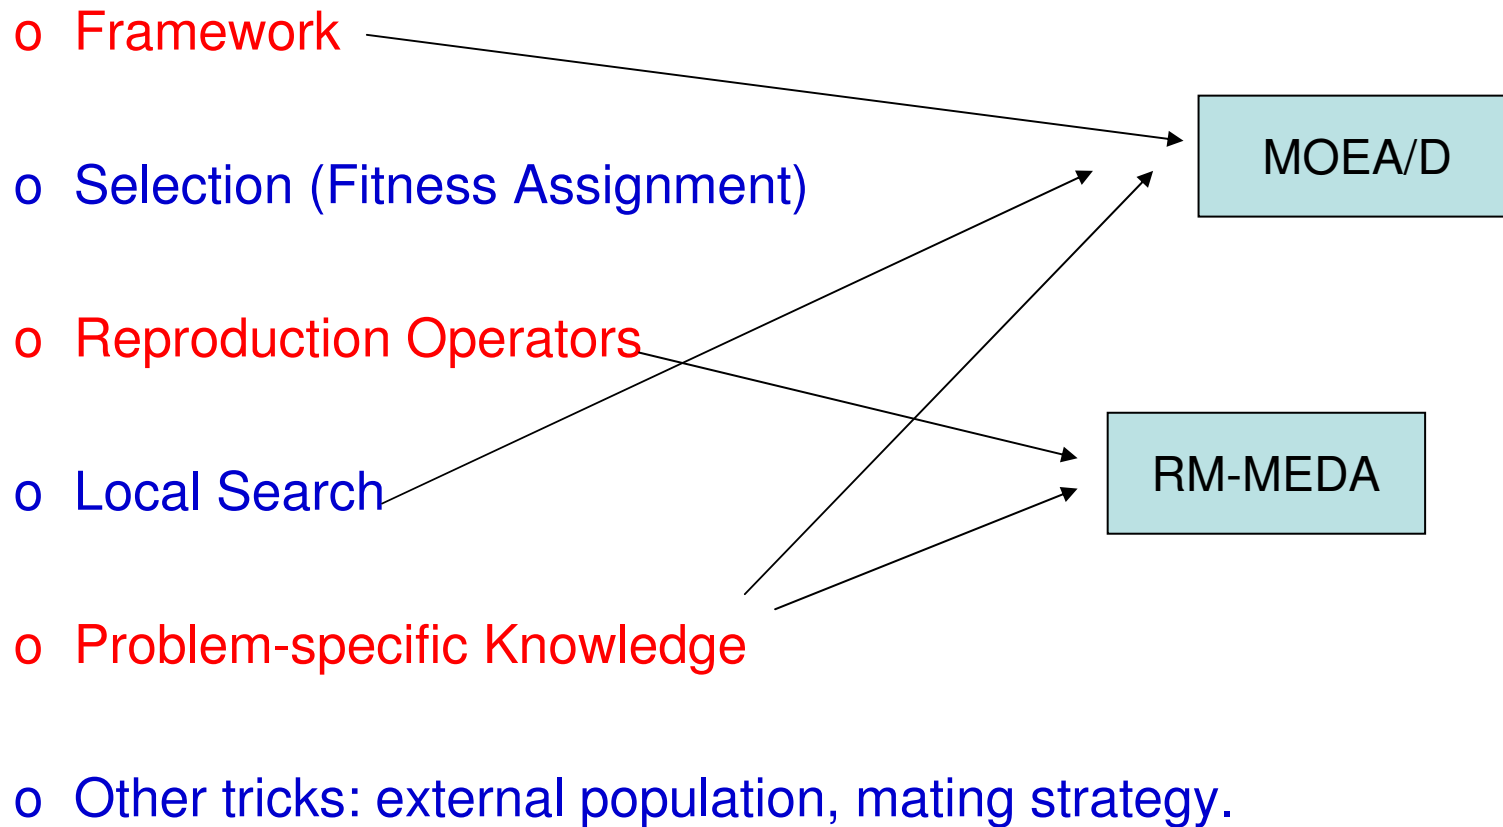 o Framework
MOEA/D
o Selection (Fitness Assignment)
o Reproduction Operators
RM-MEDA
o Local Search
o Problem-specific Knowledge
o Other tricks: external population, mating strategy.